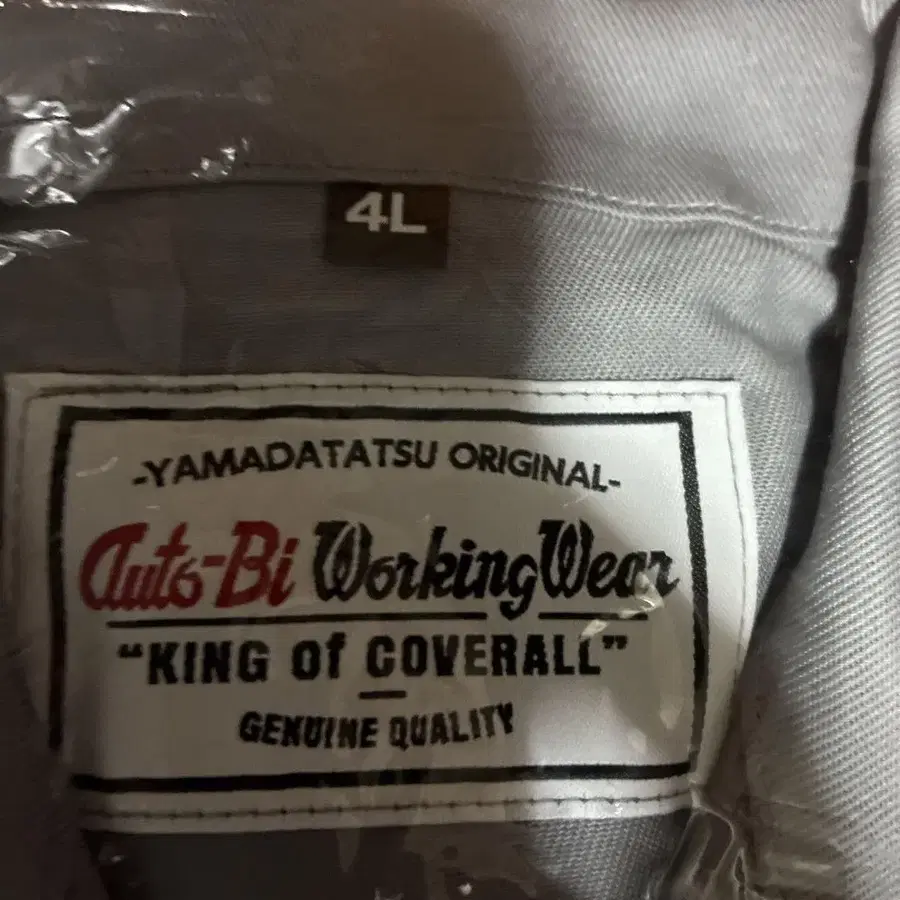 4L
-YAMADATATSU ORIGINAL-
Auto-Bi WorkingWear
“KING of COVERALL”
GENUINE QUALITY